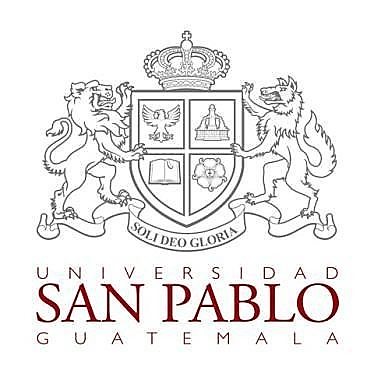 SOLI DEO GLORIA
UNIVERSIDAD
SAN PABLO
GUATEMALA